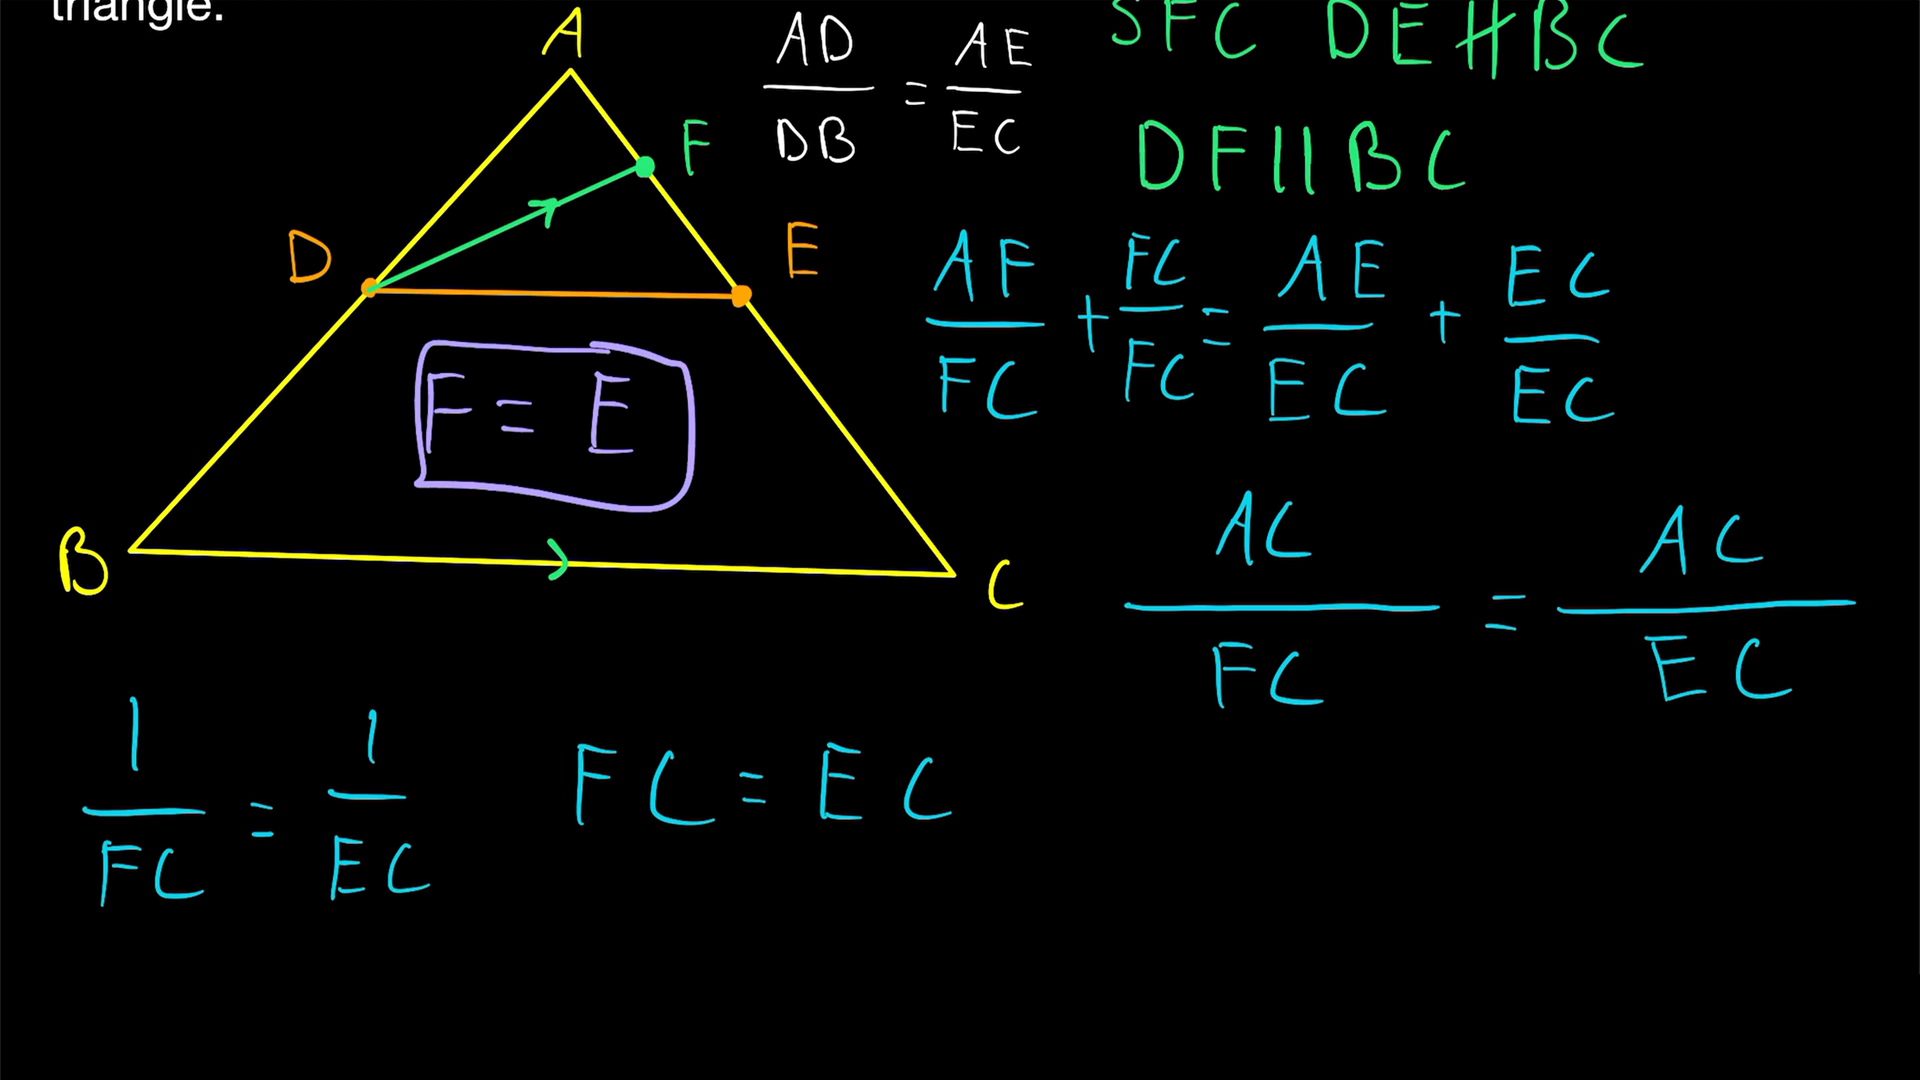 triangle.
A
AD/DB = AE/EC
SFC DE ∦ BC
F
DF || BC
D
E
AF/FC + FC/FC = AE/EC + EC/EC
F = E
AC/FC = AC/EC
B
C
1/FC = 1/EC
FC = EC